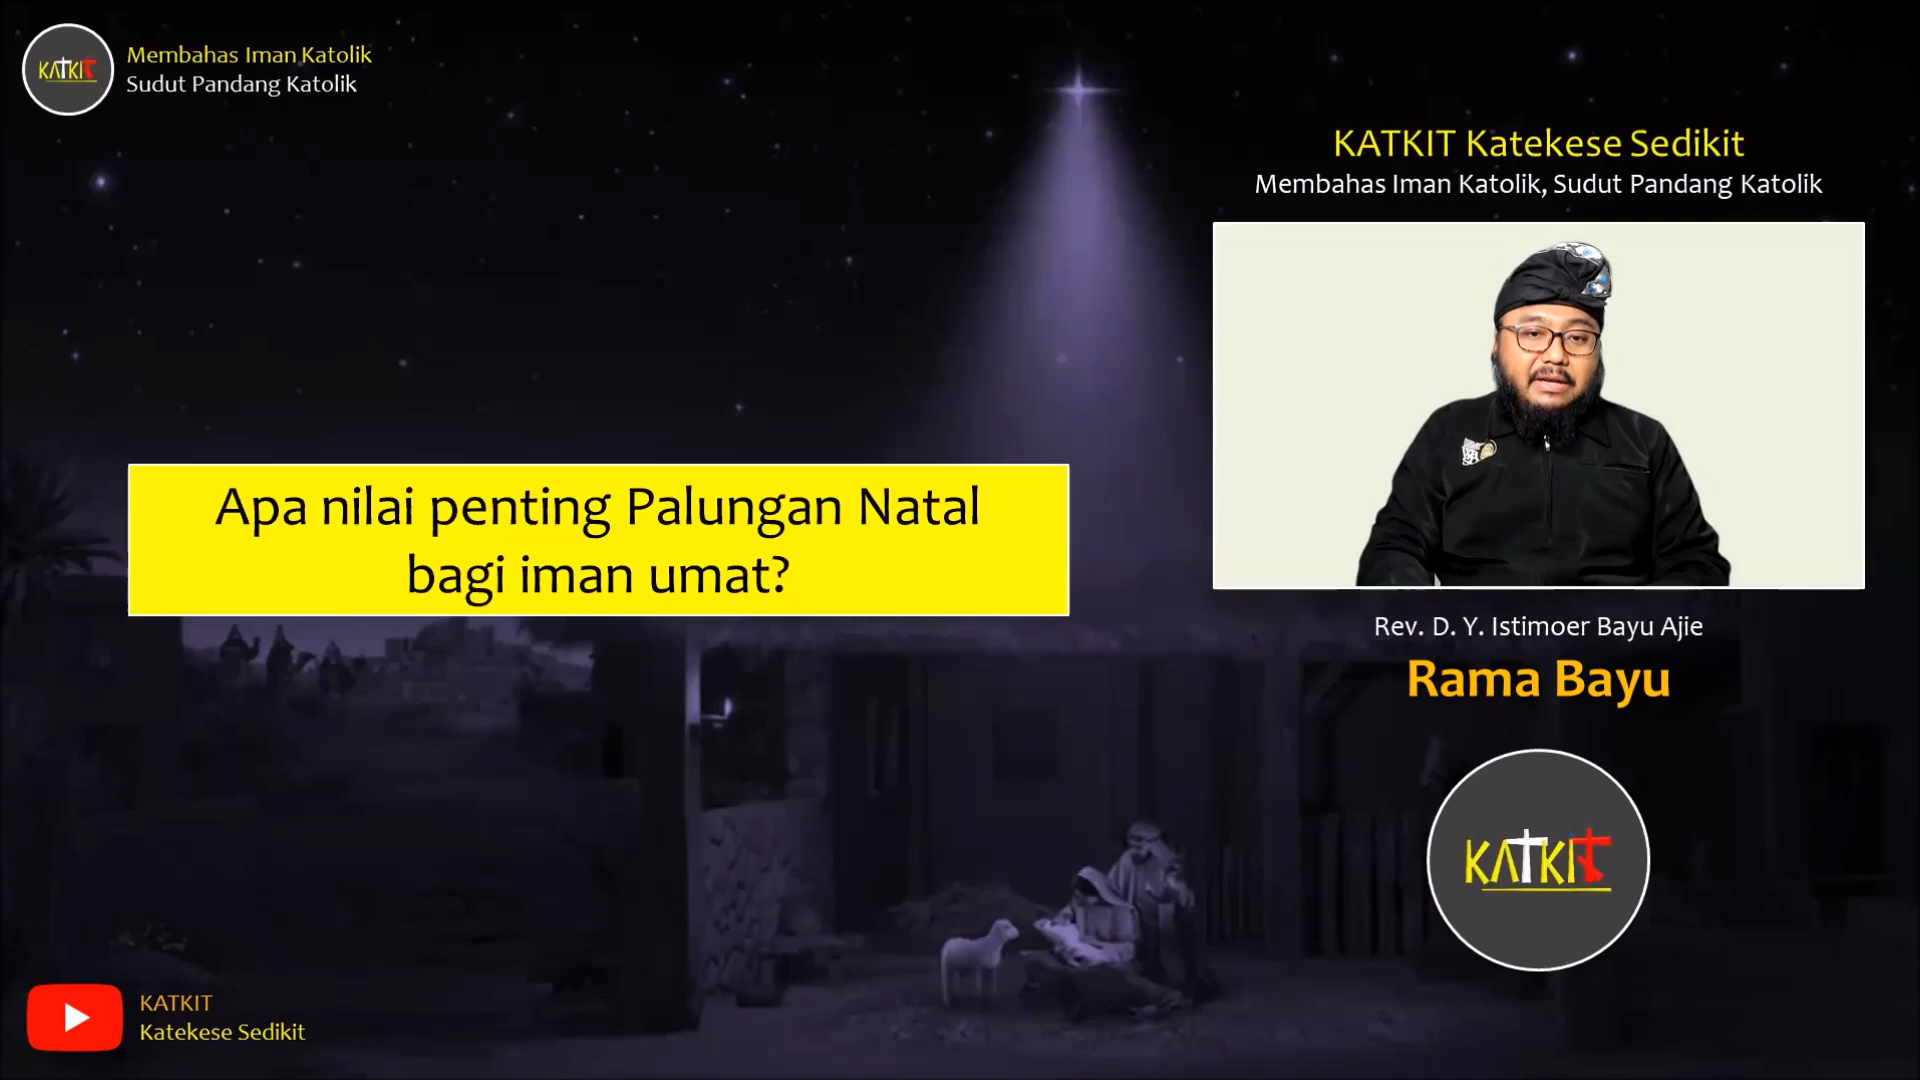 KATKIT
Membahas Iman Katolik
Sudut Pandang Katolik
KATKIT Katekese Sedikit
Membahas Iman Katolik, Sudut Pandang Katolik
Apa nilai penting Palungan Natal
bagi iman umat?
Rev. D. Y. Istimoer Bayu Ajie
Rama Bayu
KATKIT
KATKIT
Katekese Sedikit